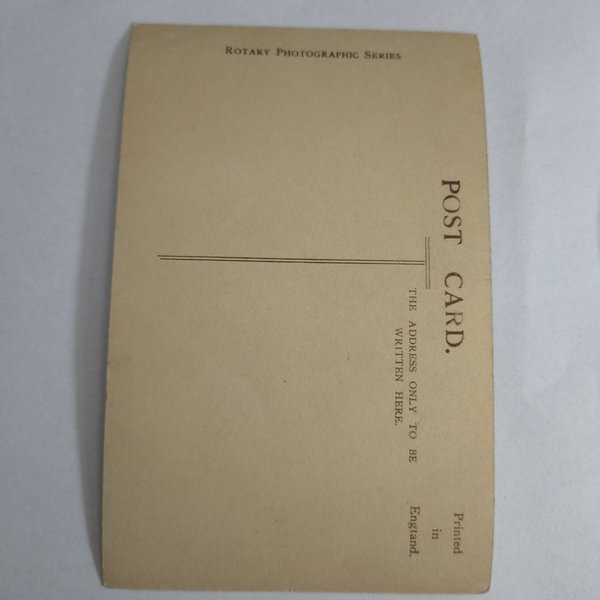 ROTARY PHOTOGRAPHIC SERIES
POST CARD.
THE ADDRESS ONLY TO BE
WRITTEN HERE.
Printed
in
England.